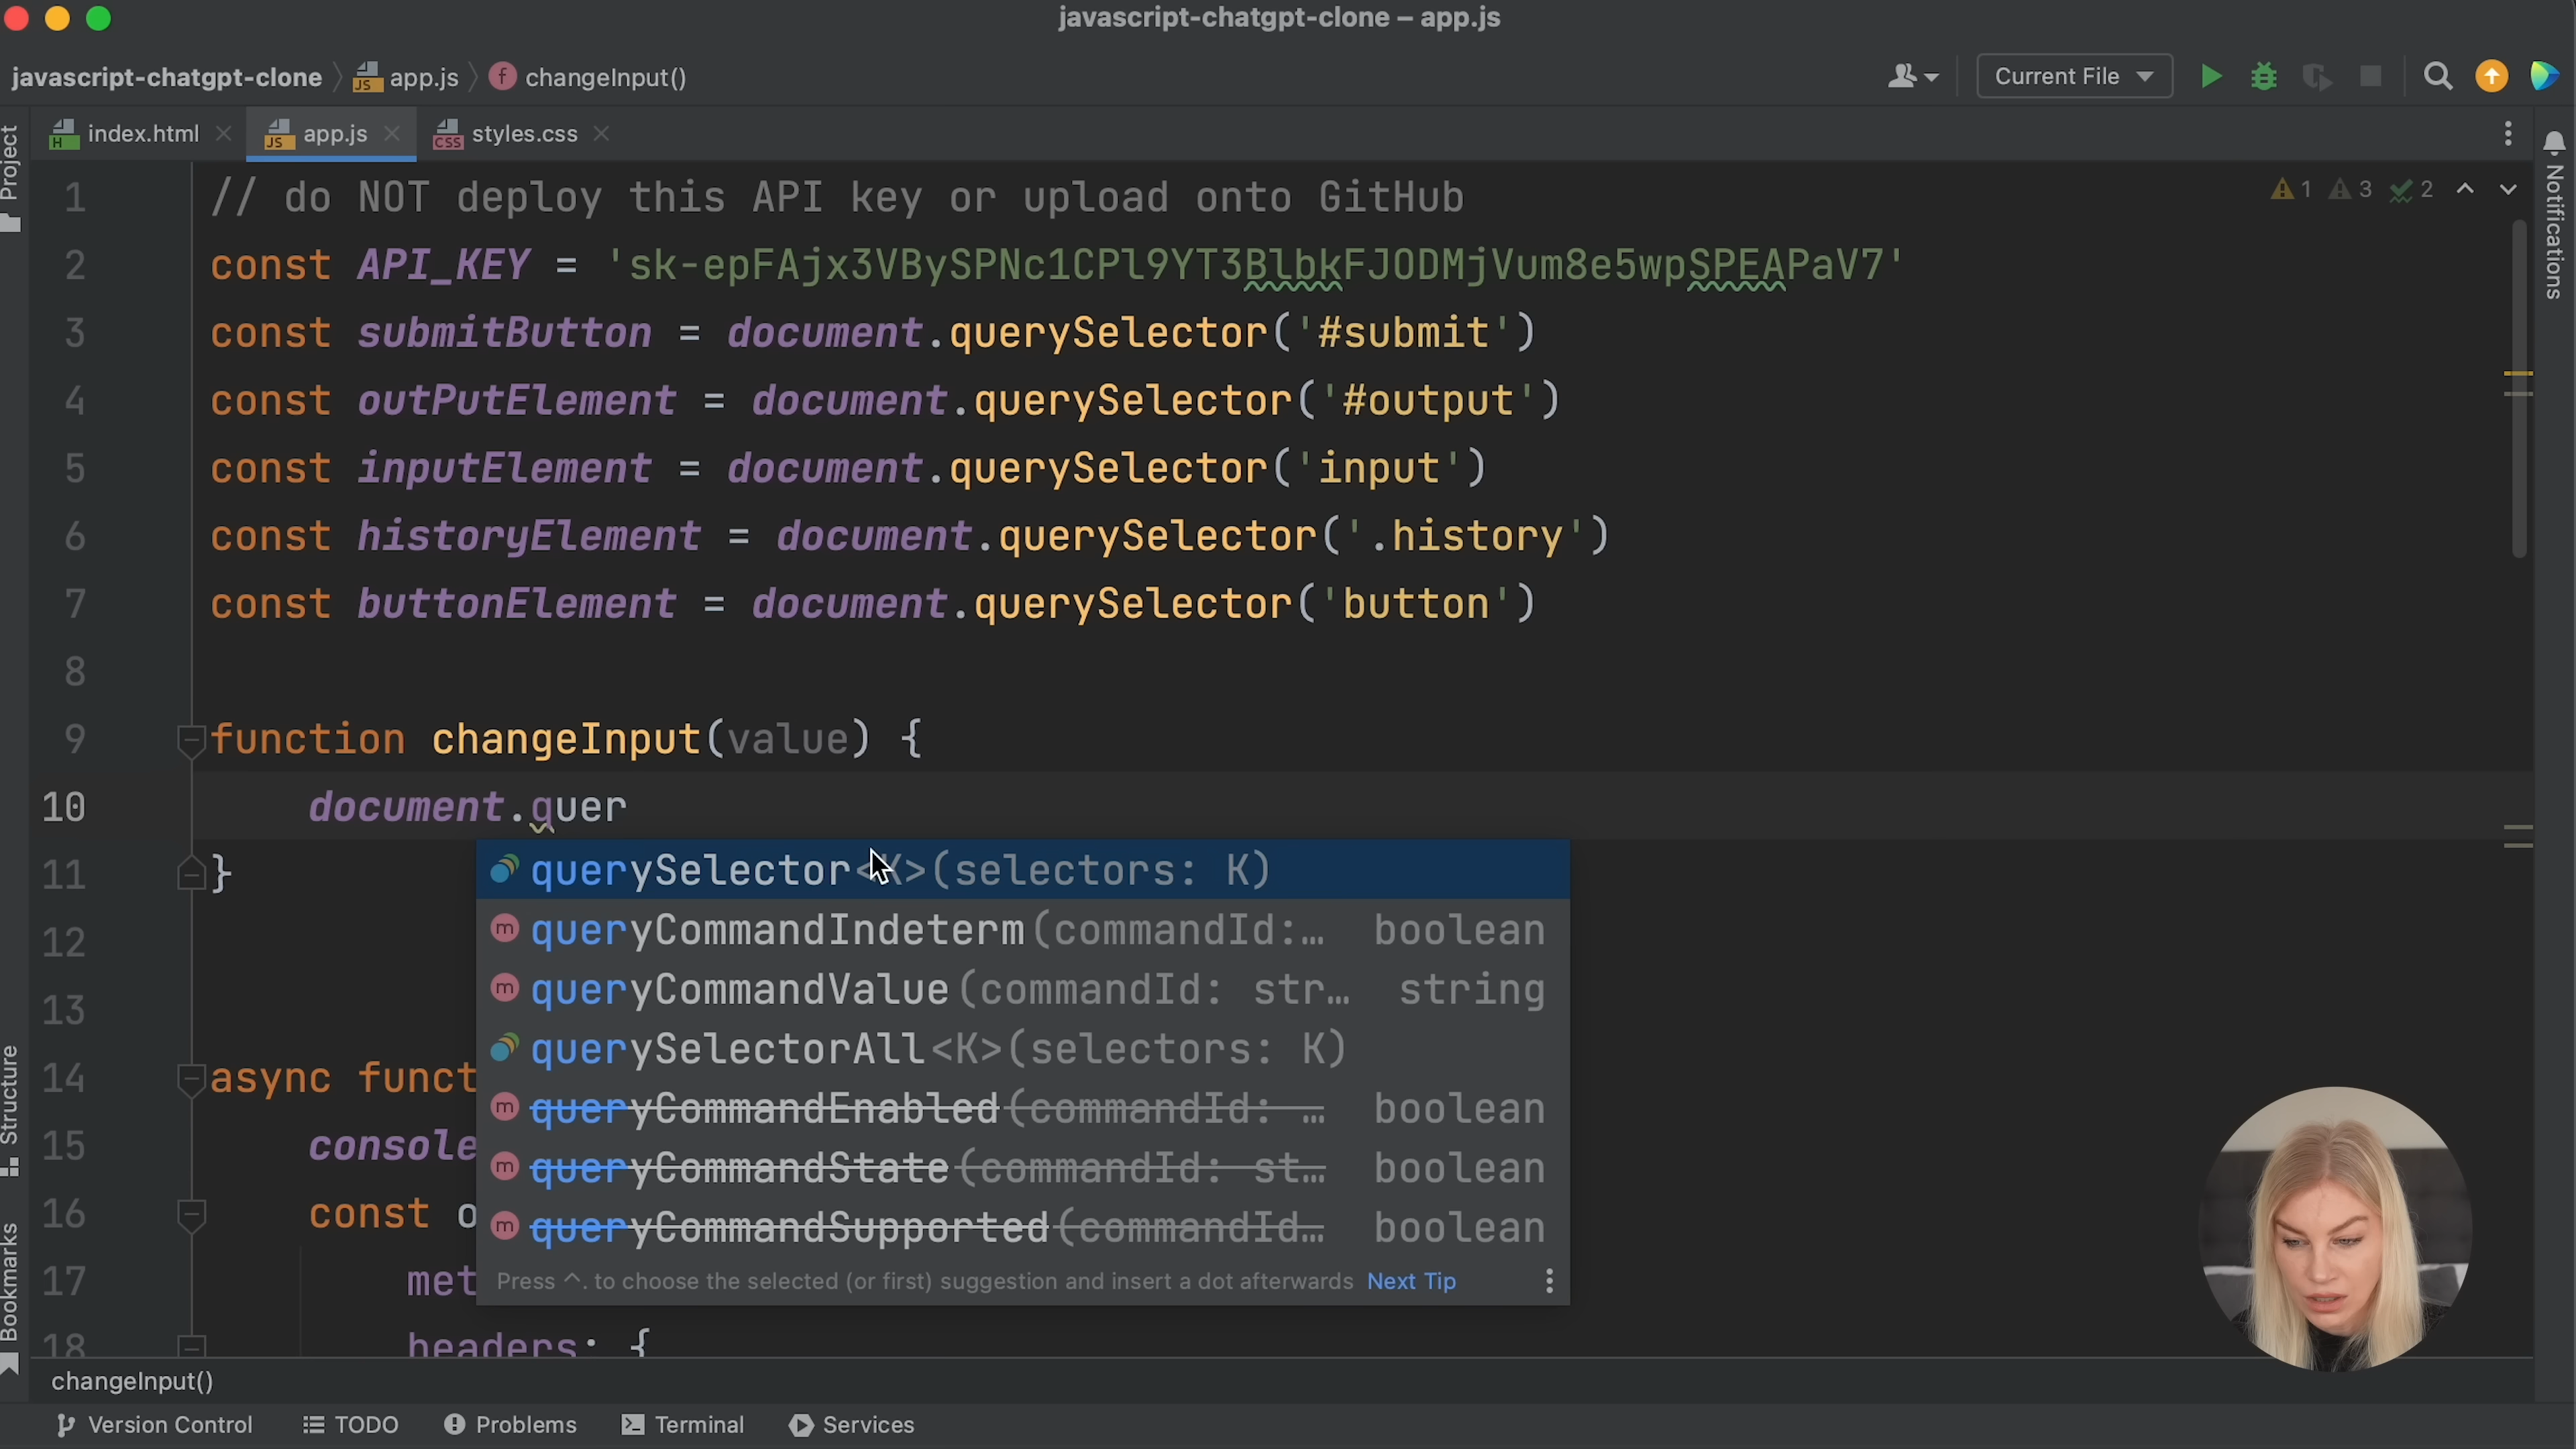 javascript-chatgpt-clone – app.js
javascript-chatgpt-clone
JS app.js
f changeInput()
Current File
H index.html
JS app.js
CSS styles.css
Project
Notifications
1 3 2
1 // do NOT deploy this API key or upload onto GitHub
2 const API_KEY = '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'
3 const submitButton = document.querySelector('#submit')
4 const outPutElement = document.querySelector('#output')
5 const inputElement = document.querySelector('input')
6 const historyElement = document.querySelector('.history')
7 const buttonElement = document.querySelector('button')
8
9 function changeInput(value) {
10 document.quer
11 }
12
13
14 async funct
15 console
16 const o
17 met
18 headers: {
querySelector<K>(selectors: K)
m queryCommandIndeterm(commandId:… boolean
m queryCommandValue(commandId: str… string
querySelectorAll<K>(selectors: K)
m queryCommandEnabled(commandId: … boolean
m queryCommandState(commandId: st… boolean
m queryCommandSupported(commandId… boolean
Press ^. to choose the selected (or first) suggestion and insert a dot afterwards Next Tip
Structure
Bookmarks
changeInput()
Version Control
TODO
Problems
Terminal
Services